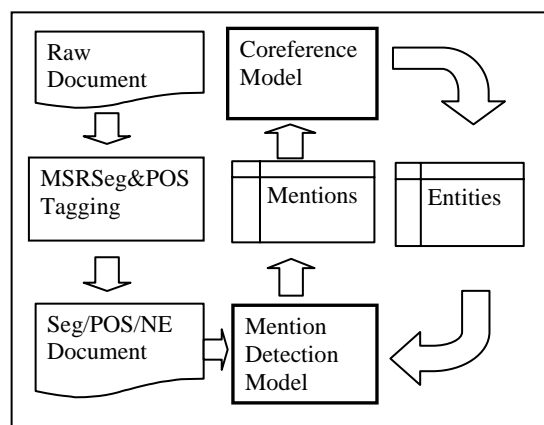 Raw
Document
MSRSeg&POS
Tagging
Seg/POS/NE
Document
Mention
Detection
Model
Mentions
Coreference
Model
Entities